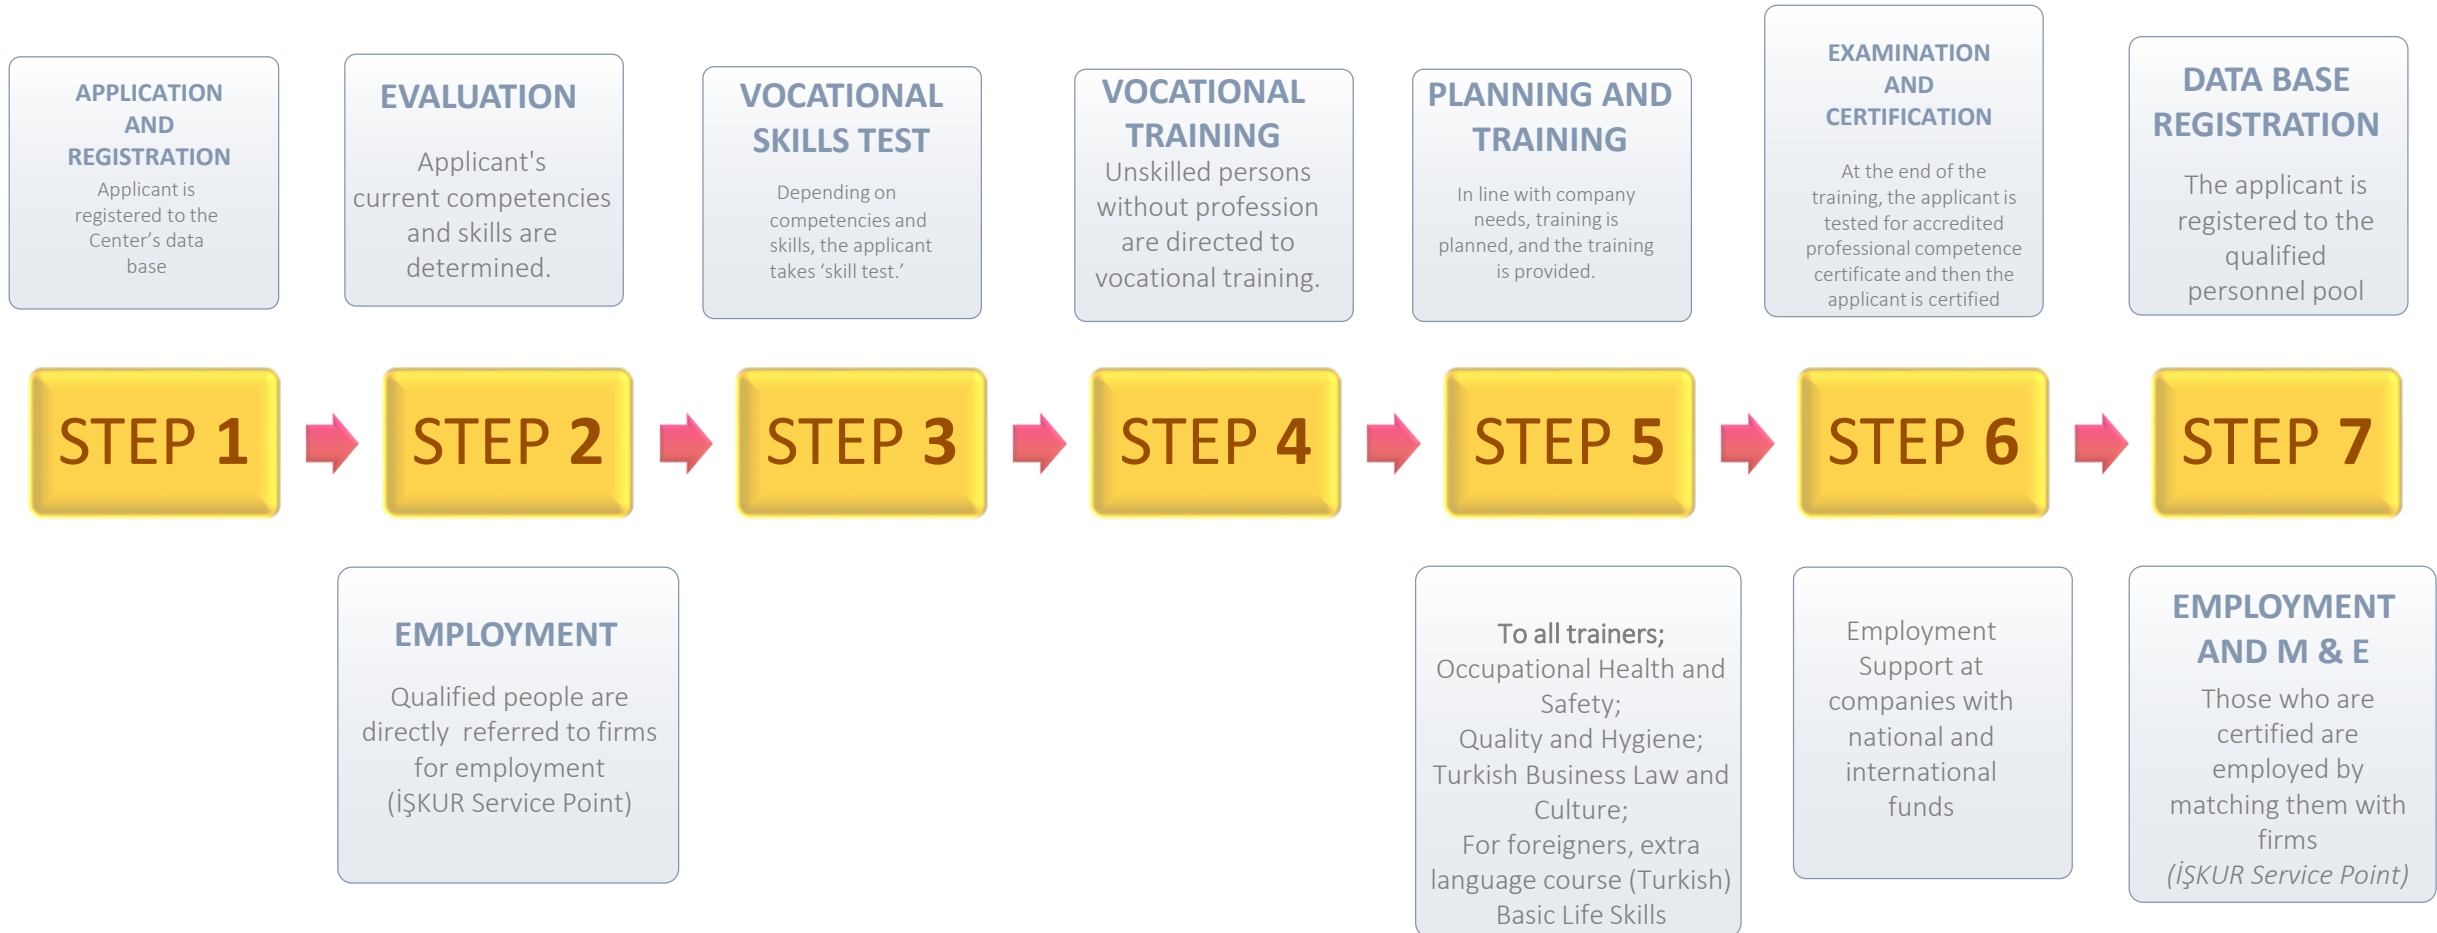 APPLICATION
AND
REGISTRATION
Applicant is
registered to the
Center’s data
base
EVALUATION
Applicant's
current competencies
and skills are
determined.
VOCATIONAL
SKILLS TEST
Depending on
competencies and
skills, the applicant
takes ‘skill test.’
VOCATIONAL
TRAINING
Unskilled persons
without profession
are directed to
vocational training.
PLANNING AND
TRAINING
In line with company
needs, training is
planned, and the training
is provided.
EXAMINATION
AND
CERTIFICATION
At the end of the
training, the applicant is
tested for accredited
professional competence
certificate and then the
applicant is certified
DATA BASE
REGISTRATION
The applicant is
registered to the
qualified
personnel pool
STEP 1
STEP 2
STEP 3
STEP 4
STEP 5
STEP 6
STEP 7
EMPLOYMENT
Qualified people are
directly referred to firms
for employment
(İŞKUR Service Point)
To all trainers;
Occupational Health and
Safety;
Quality and Hygiene;
Turkish Business Law and
Culture;
For foreigners, extra
language course (Turkish)
Basic Life Skills
Employment
Support at
companies with
national and
international
funds
EMPLOYMENT
AND M & E
Those who are
certified are
employed by
matching them with
firms
(İŞKUR Service Point)